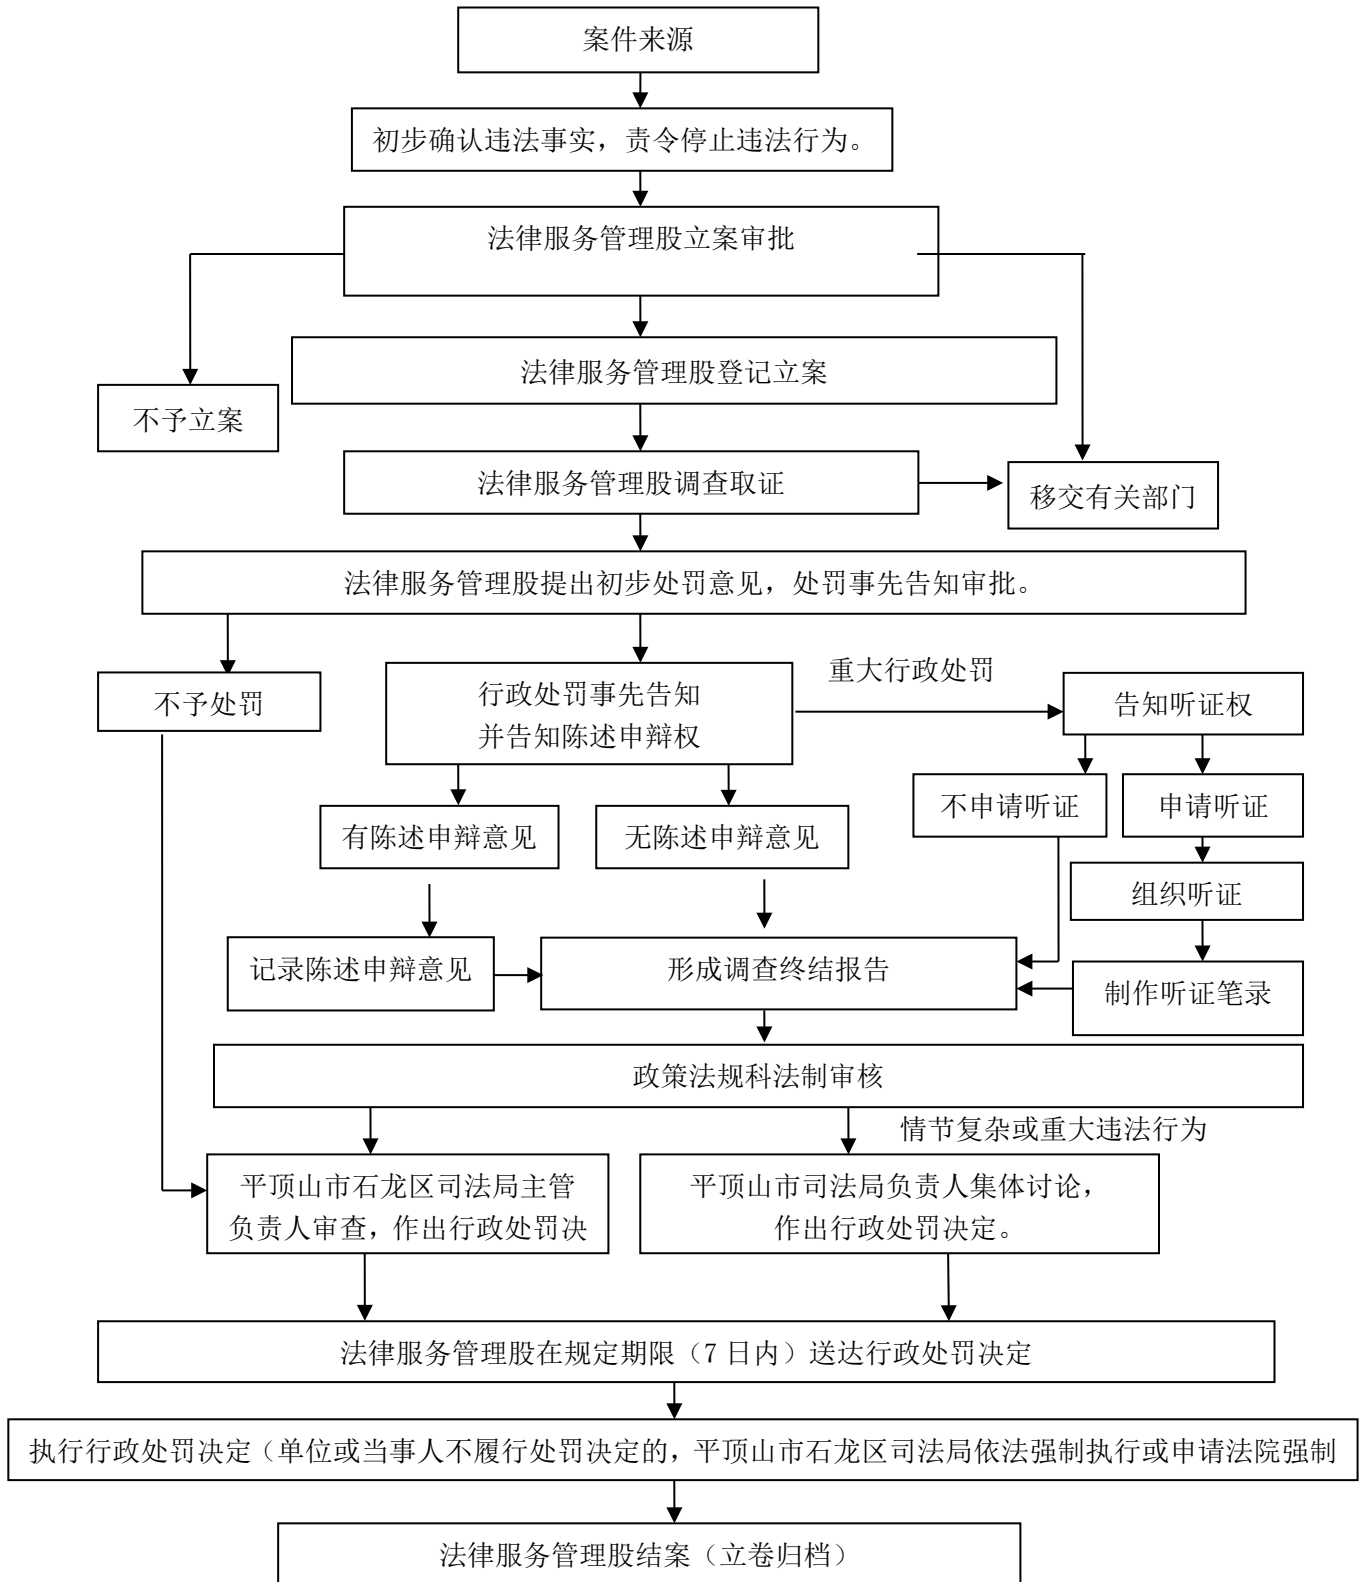 案件来源
初步确认违法事实，责令停止违法行为。
法律服务管理股立案审批
法律服务管理股登记立案
不予立案
法律服务管理股调查取证
移交有关部门
法律服务管理股提出初步处罚意见，处罚事先告知审批。
不予处罚
行政处罚事先告知
并告知陈述申辩权
重大行政处罚
告知听证权
不申请听证
申请听证
有陈述申辩意见
无陈述申辩意见
组织听证
记录陈述申辩意见
形成调查终结报告
制作听证笔录
政策法规科法制审核
情节复杂或重大违法行为
平顶山市石龙区司法局主管
负责人审查，作出行政处罚决
平顶山市司法局负责人集体讨论，
作出行政处罚决定。
法律服务管理股在规定期限（7 日内）送达行政处罚决定
执行行政处罚决定（单位或当事人不履行处罚决定的，平顶山市石龙区司法局依法强制执行或申请法院强制
法律服务管理股结案（立卷归档）